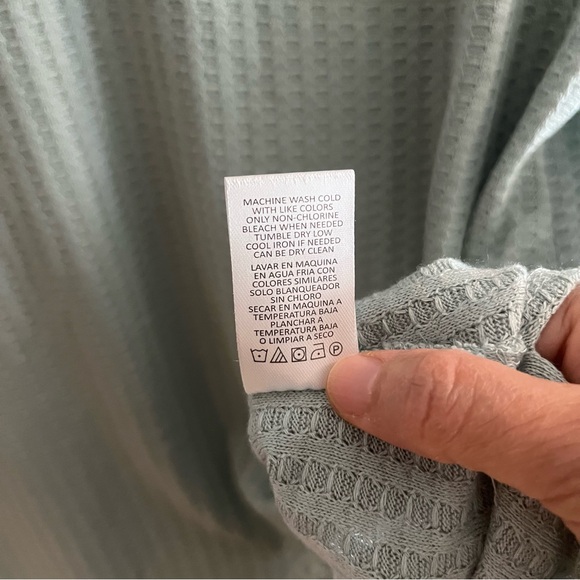 MACHINE WASH COLD
WITH LIKE COLORS
ONLY NON-CHLORINE
BLEACH WHEN NEEDED
TUMBLE DRY LOW
COOL IRON IF NEEDED
CAN BE DRY CLEAN
LAVAR EN MAQUINA
EN AGUA FRIA CON
COLORES SIMILARES
SOLO BLANQUEADOR
SIN CHLORO
SECAR EN MAQUINA A
TEMPERATURA BAJA
PLANCHAR A
TEMPERATURA BAJA
O LIMPIAR A SECO